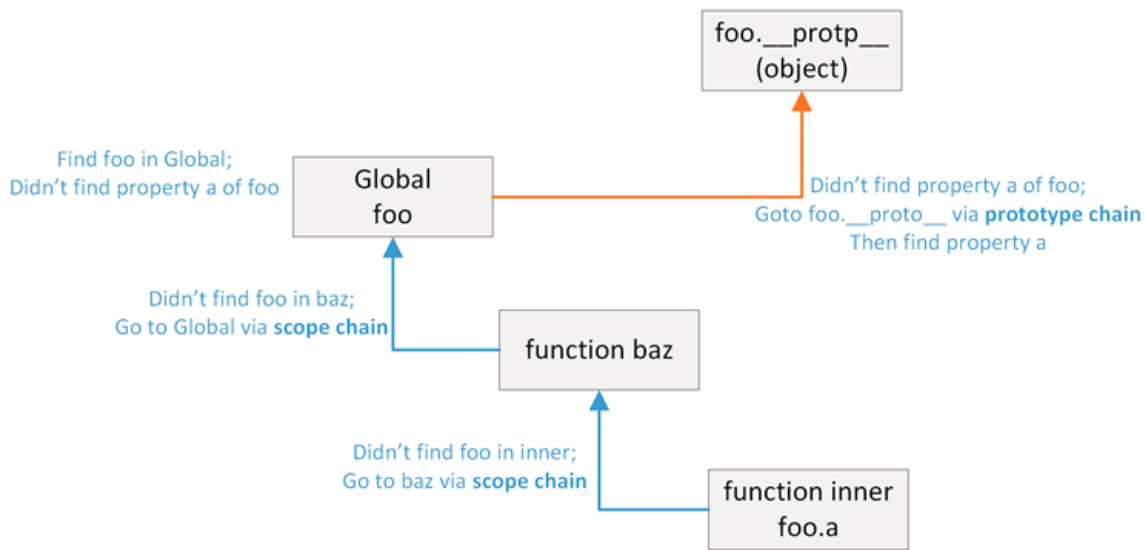 foo.__protp__
(object)
Find foo in Global;
Didn't find property a of foo
Global
foo
Didn't find property a of foo;
Goto foo.__proto__ via prototype chain
Then find property a
Didn't find foo in baz;
Go to Global via scope chain
function baz
Didn't find foo in inner;
Go to baz via scope chain
function inner
foo.a